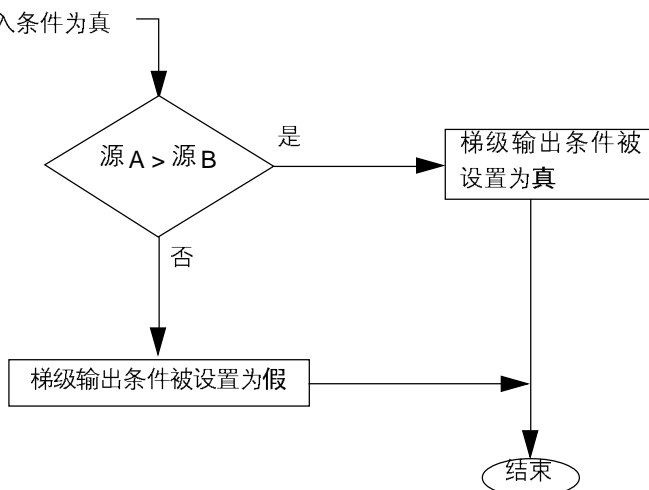 入条件为真
是
源 A > 源 B
梯级输出条件被
设置为真
否
梯级输出条件被设置为假
结束